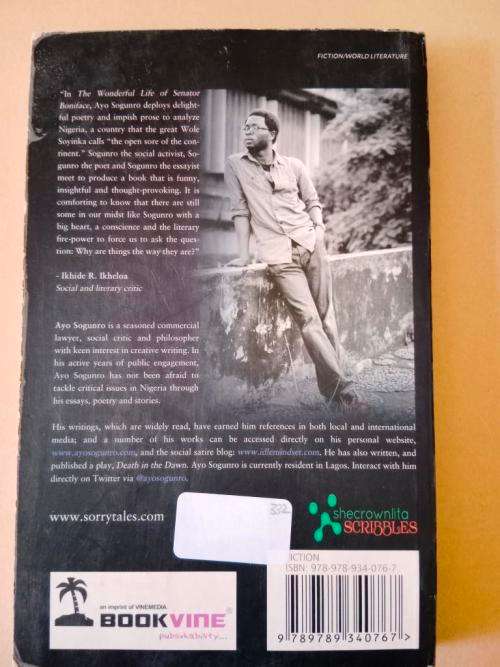 FICTION/WORLD LITERATURE
"In The Wonderful Life of Senator
Boniface, Ayo Sogunro deploys delight-
ful poetry and impish prose to analyze
Nigeria, a country that the great Wole
Soyinka calls "the open sore of the con-
tinent." Sogunro the social activist, So-
gunro the poet and Sogunro the essayist
meet to produce a book that is funny,
insightful and thought-provoking. It is
comforting to know that there are still
some in our midst like Sogunro with a
big heart, a conscience and the literary
fire-power to force us to ask the ques-
tion: Why are things the way they are?"
- Ikhide R. Ikheloa
Social and literary critic
Ayo Sogunro is a seasoned commercial
lawyer, social critic and philosopher
with keen interest in creative writing. In
his active years of public engagement,
Ayo Sogunro has not been afraid to
tackle critical issues in Nigeria through
his essays, poetry and stories.
His writings, which are widely read, have earned him references in both local and international
media; and a number of his works can be accessed directly on his personal website,
www.ayosogunro.com, and the social satire blog: www.idlemindset.com. He has also written, and
published a play, Death in the Dawn. Ayo Sogunro is currently resident in Lagos. Interact with him
directly on Twitter via @ayosogunro.
www.sorrytales.com
shecrownlita
SCRIBBLES
FICTION
ISBN: 978-978-934-076-7
an imprint of VINEMEDIA
BOOKVINE
publishability...
9 789789 340767 >